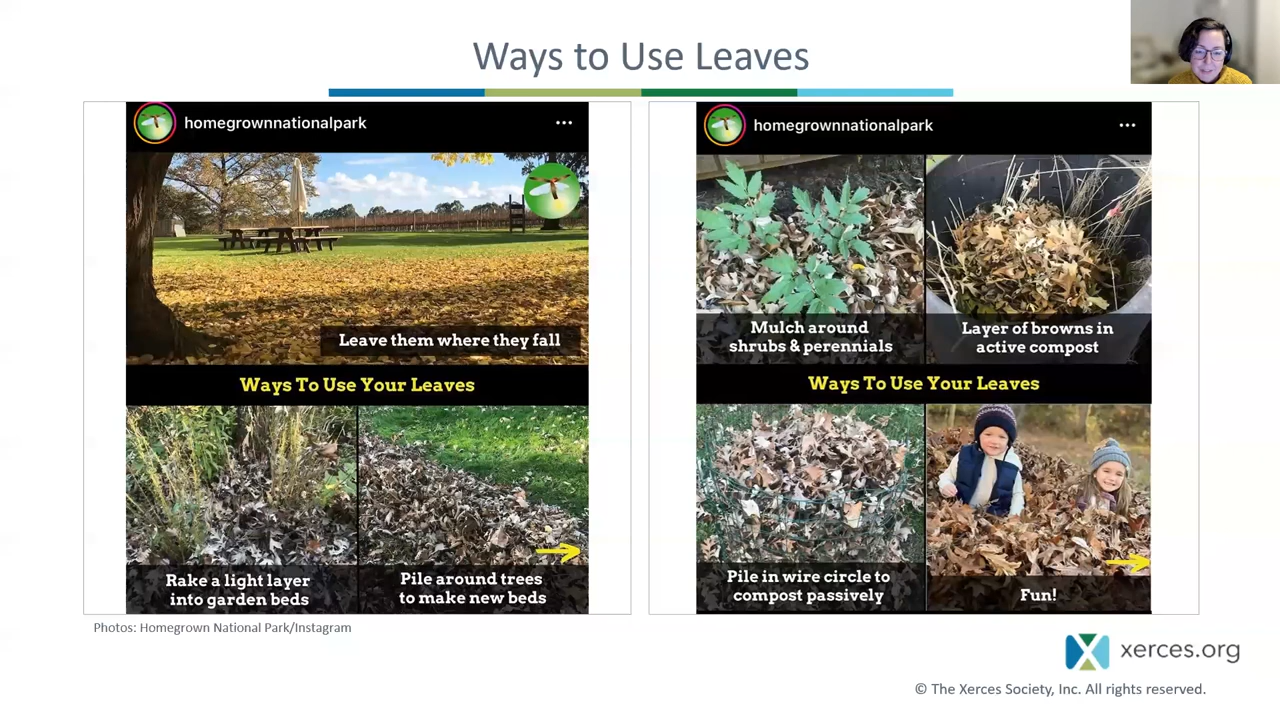 Ways to Use Leaves
homegrownnationalpark
Leave them where they fall
Ways To Use Your Leaves
Rake a light layer
into garden beds
Pile around trees
to make new beds
homegrownnationalpark
Mulch around
shrubs & perennials
Layer of browns in
active compost
Ways To Use Your Leaves
Pile in wire circle to
compost passively
Fun!
Photos: Homegrown National Park/Instagram
xerces.org
© The Xerces Society, Inc. All rights reserved.